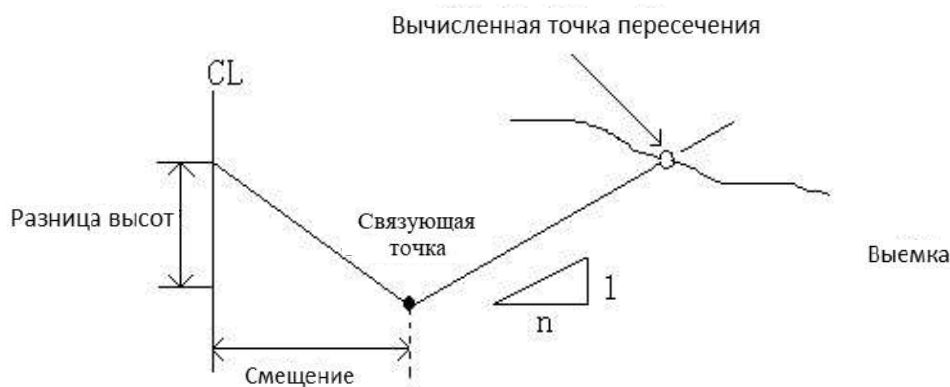 Вычисленная точка пересечения
CL
Разница высот
Связующая
точка
Выемка
1
n
Смещение